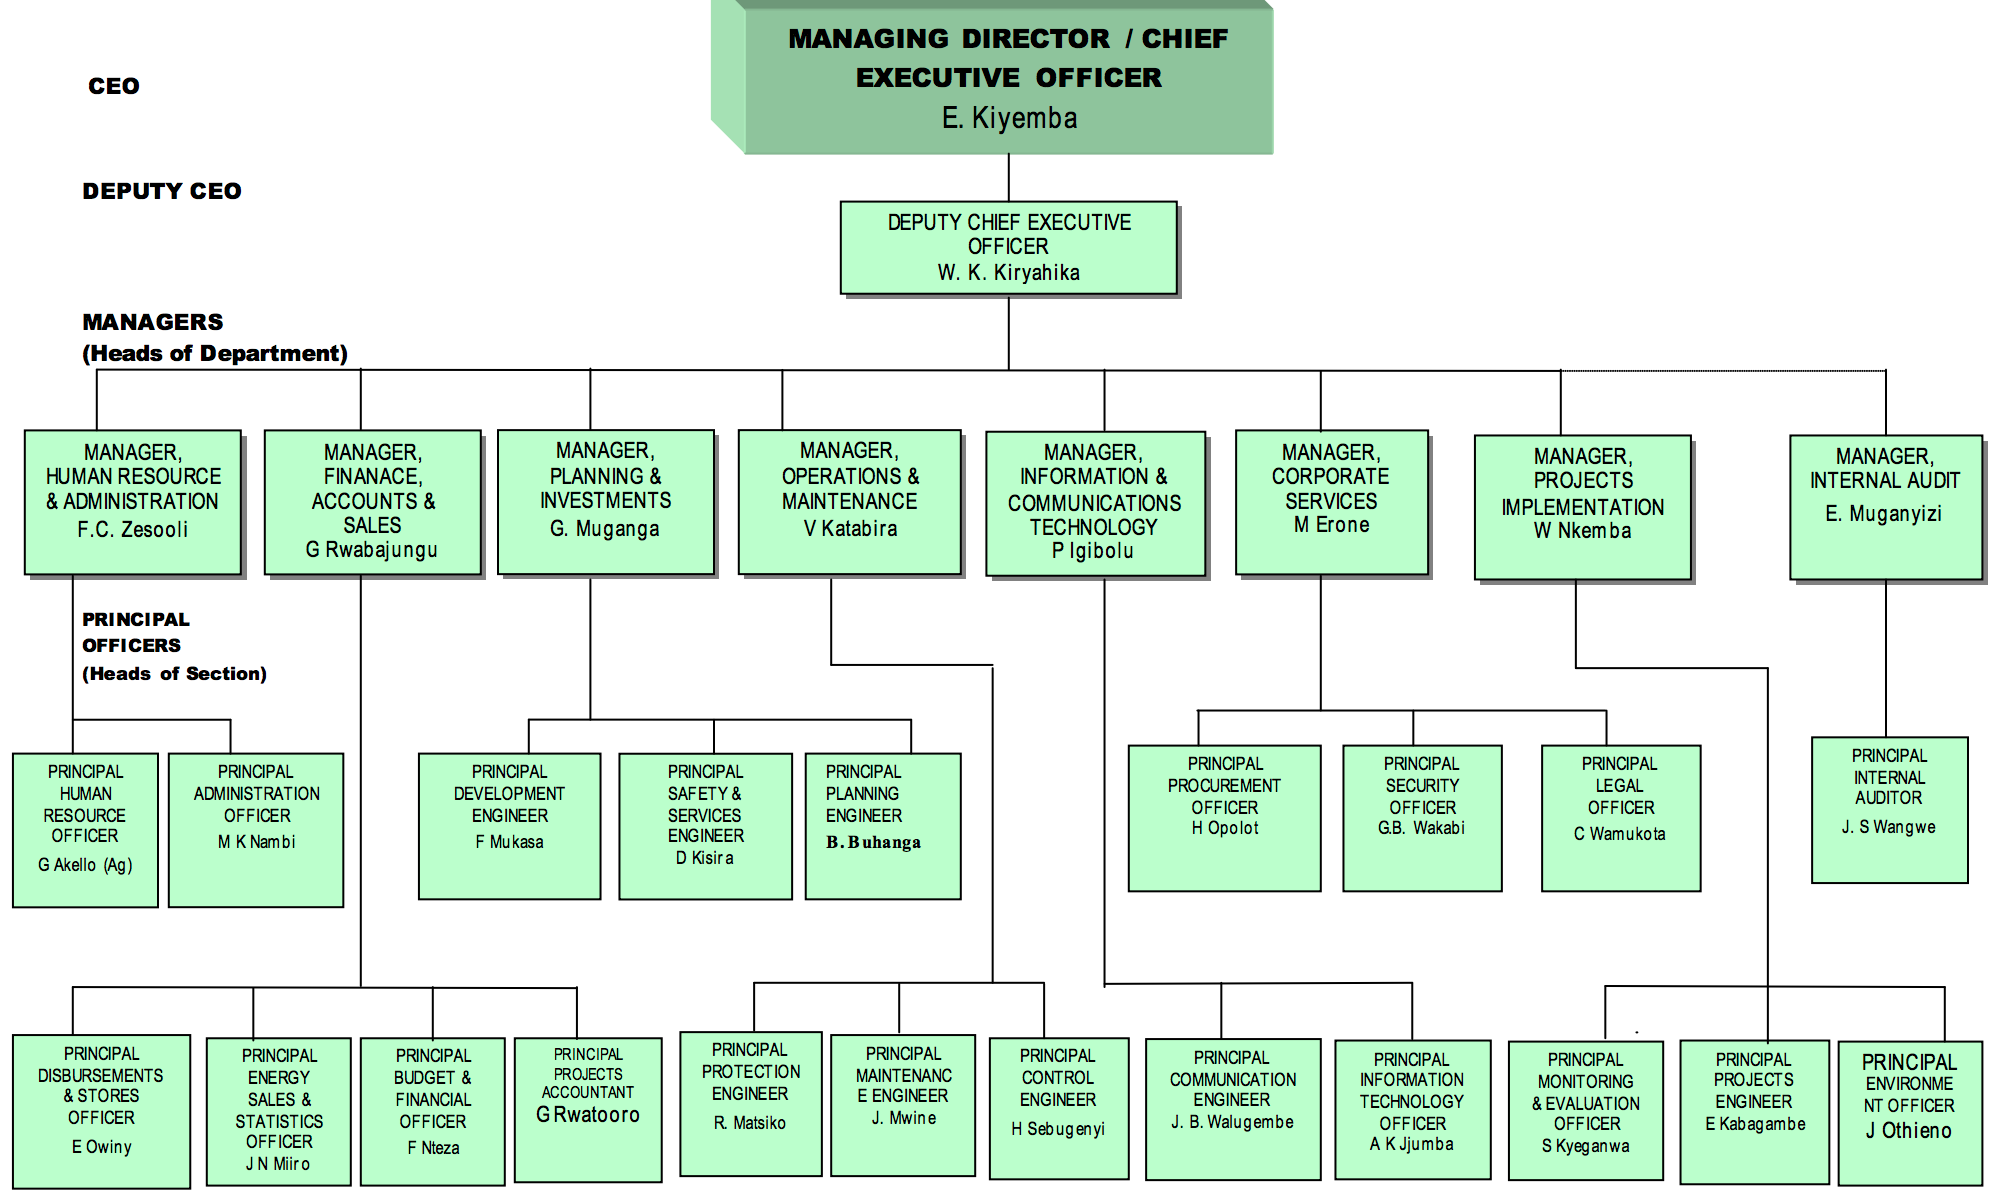 MANAGING DIRECTOR / CHIEF
EXECUTIVE OFFICER
E. Kiyemba
CEO
DEPUTY CEO
DEPUTY CHIEF EXECUTIVE
OFFICER
W. K. Kiryahika
MANAGERS
(Heads of Department)
MANAGER,
HUMAN RESOURCE
& ADMINISTRATION
F.C. Zesooli
MANAGER,
FINANACE,
ACCOUNTS &
SALES
G Rwabajungu
MANAGER,
PLANNING &
INVESTMENTS
G. Muganga
MANAGER,
OPERATIONS &
MAINTENANCE
V Katabira
MANAGER,
INFORMATION &
COMMUNICATIONS
TECHNOLOGY
P Igibolu
MANAGER,
CORPORATE
SERVICES
M Erone
MANAGER,
PROJECTS
IMPLEMENTATION
W Nkemba
MANAGER,
INTERNAL AUDIT
E. Muganyizi
PRINCIPAL
OFFICERS
(Heads of Section)
PRINCIPAL
HUMAN
RESOURCE
OFFICER
G Akello (Ag)
PRINCIPAL
ADMINISTRATION
OFFICER
M K Nambi
PRINCIPAL
DEVELOPMENT
ENGINEER
F Mukasa
PRINCIPAL
SAFETY &
SERVICES
ENGINEER
D Kisira
PRINCIPAL
PLANNING
ENGINEER
B. Buhanga
PRINCIPAL
PROCUREMENT
OFFICER
H Opolot
PRINCIPAL
SECURITY
OFFICER
G.B. Wakabi
PRINCIPAL
LEGAL
OFFICER
C Wamukota
PRINCIPAL
INTERNAL
AUDITOR
J. S Wangwe
PRINCIPAL
DISBURSEMENTS
& STORES
OFFICER
E Owiny
PRINCIPAL
ENERGY
SALES &
STATISTICS
OFFICER
J N Miiro
PRINCIPAL
BUDGET &
FINANCIAL
OFFICER
F Nteza
PRINCIPAL
PROJECTS
ACCOUNTANT
G Rwatooro
PRINCIPAL
PROTECTION
ENGINEER
R. Matsiko
PRINCIPAL
MAINTENANC
E ENGINEER
J. Mwine
PRINCIPAL
CONTROL
ENGINEER
H Sebugenyi
PRINCIPAL
COMMUNICATION
ENGINEER
J. B. Walugembe
PRINCIPAL
INFORMATION
TECHNOLOGY
OFFICER
A K Jjumba
PRINCIPAL
MONITORING
& EVALUATION
OFFICER
S Kyeganwa
PRINCIPAL
PROJECTS
ENGINEER
E Kabagambe
PRINCIPAL
ENVIRONME
NT OFFICER
J Othieno